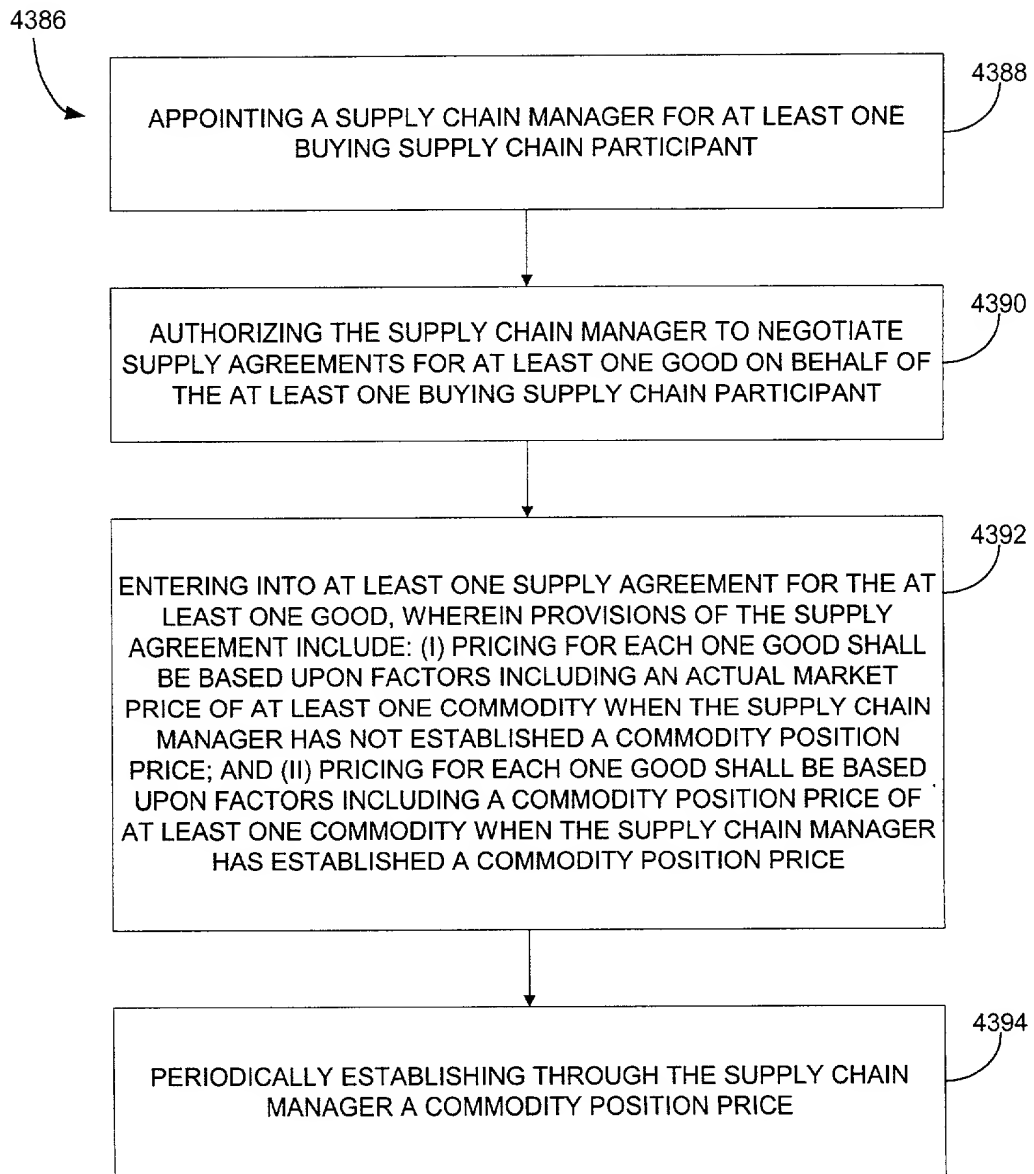 4386
4388
APPOINTING A SUPPLY CHAIN MANAGER FOR AT LEAST ONE
BUYING SUPPLY CHAIN PARTICIPANT
4390
AUTHORIZING THE SUPPLY CHAIN MANAGER TO NEGOTIATE
SUPPLY AGREEMENTS FOR AT LEAST ONE GOOD ON BEHALF OF
THE AT LEAST ONE BUYING SUPPLY CHAIN PARTICIPANT
4392
ENTERING INTO AT LEAST ONE SUPPLY AGREEMENT FOR THE AT
LEAST ONE GOOD, WHEREIN PROVISIONS OF THE SUPPLY
AGREEMENT INCLUDE: (I) PRICING FOR EACH ONE GOOD SHALL
BE BASED UPON FACTORS INCLUDING AN ACTUAL MARKET
PRICE OF AT LEAST ONE COMMODITY WHEN THE SUPPLY CHAIN
MANAGER HAS NOT ESTABLISHED A COMMODITY POSITION
PRICE; AND (II) PRICING FOR EACH ONE GOOD SHALL BE BASED
UPON FACTORS INCLUDING A COMMODITY POSITION PRICE OF
AT LEAST ONE COMMODITY WHEN THE SUPPLY CHAIN MANAGER
HAS ESTABLISHED A COMMODITY POSITION PRICE
4394
PERIODICALLY ESTABLISHING THROUGH THE SUPPLY CHAIN
MANAGER A COMMODITY POSITION PRICE